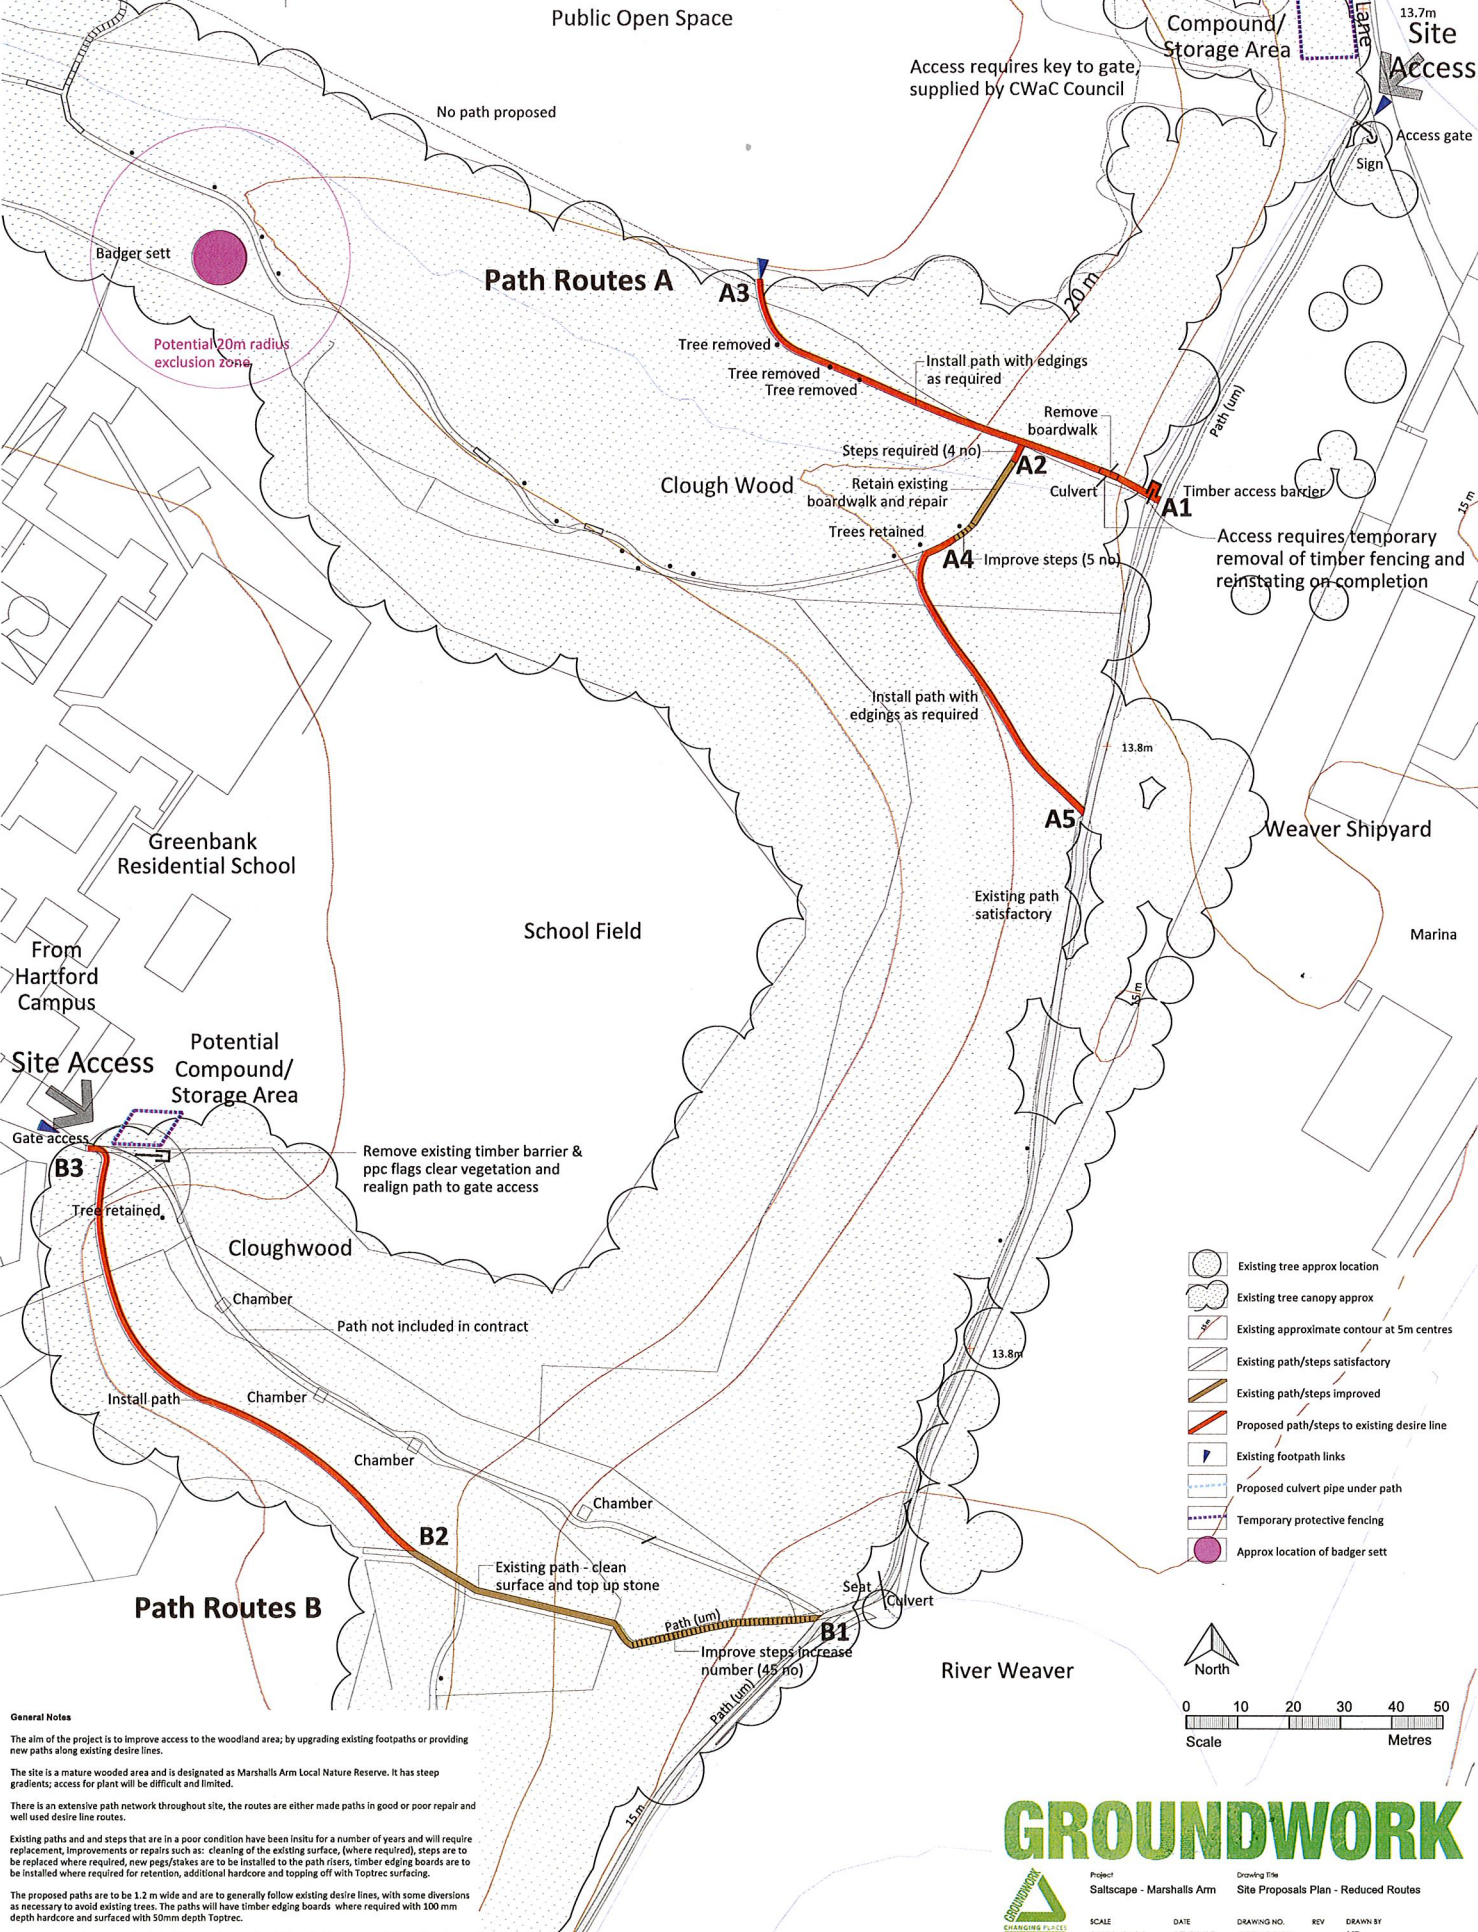 Public Open Space
Compound/
Storage Area
Lane
13.7m
Site
Access
Access requires key to gate,
supplied by CWaC Council
No path proposed
Access gate
Sign
Badger sett
Path Routes A
A3
20 m
Potential 20m radius
exclusion zone
Tree removed
Tree removed
Tree removed
Install path with edgings
as required
Remove
boardwalk
Path (um)
Steps required (4 no)
A2
Clough Wood
Retain existing
boardwalk and repair
Culvert
Timber access barrier
A1
15 m
Trees retained
A4
Improve steps (5 no)
Access requires temporary
removal of timber fencing and
reinstating on completion
Install path with
edgings as required
13.8m
A5
Weaver Shipyard
Greenbank
Residential School
Existing path
satisfactory
School Field
Marina
From
Hartford
Campus
15 m
Site Access
Potential
Compound/
Storage Area
Gate access
B3
Remove existing timber barrier &
ppc flags clear vegetation and
realign path to gate access
Tree retained
Cloughwood
Chamber
Path not included in contract
13.8m
Install path
Chamber
Chamber
Chamber
B2
Existing path - clean
surface and top up stone
Path Routes B
Path (um)
Seat
Culvert
B1
Improve steps increase
number (45 no)
Path (um)
River Weaver
15 m
Existing tree approx location
Existing tree canopy approx
15 m
Existing approximate contour at 5m centres
Existing path/steps satisfactory
Existing path/steps improved
Proposed path/steps to existing desire line
Existing footpath links
Proposed culvert pipe under path
Temporary protective fencing
Approx location of badger sett
North
0 10 20 30 40 50
Scale Metres
General Notes
The aim of the project is to improve access to the woodland area; by upgrading existing footpaths or providing
new paths along existing desire lines.
The site is a mature wooded area and is designated as Marshalls Arm Local Nature Reserve. It has steep
gradients; access for plant will be difficult and limited.
There is an extensive path network throughout site, the routes are either made paths in good or poor repair and
well used desire line routes.
Existing paths and and steps that are in a poor condition have been insitu for a number of years and will require
replacement, improvements or repairs such as: cleaning of the existing surface, (where required), steps are to
be replaced where required, new pegs/stakes are to be installed to the path risers, timber edging boards are to
be installed where required for retention, additional hardcore and topping off with Toptrec surfacing.
The proposed paths are to be 1.2 m wide and are to generally follow existing desire lines, with some diversions
as necessary to avoid existing trees. The paths will have timber edging boards where required with 100 mm
depth hardcore and surfaced with 50mm depth Toptrec.
GROUNDWORK
GROUNDWORK
CHANGING PLACES
Project
Saltscape - Marshalls Arm
Drawing Title
Site Proposals Plan - Reduced Routes
SCALE DATE DRAWING NO. REV DRAWN BY